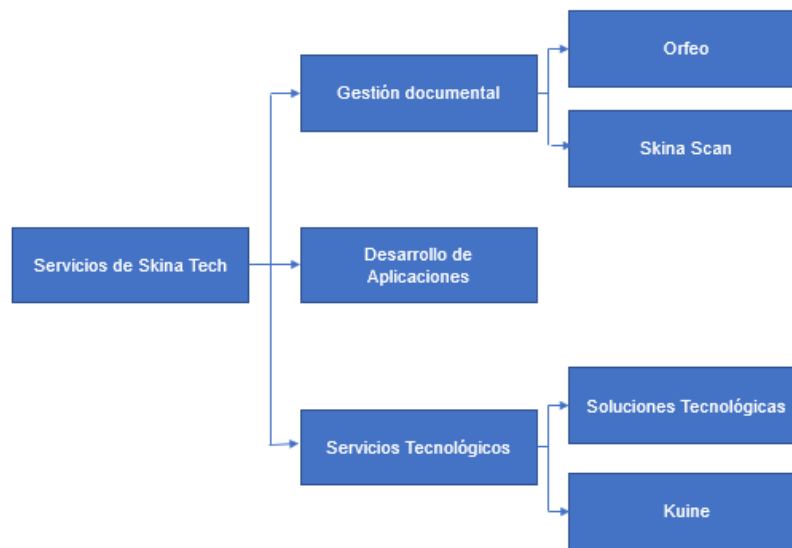 Servicios de Skina Tech
Gestión documental
Orfeo
Skina Scan
Desarrollo de
Aplicaciones
Servicios Tecnológicos
Soluciones Tecnológicas
Kuine